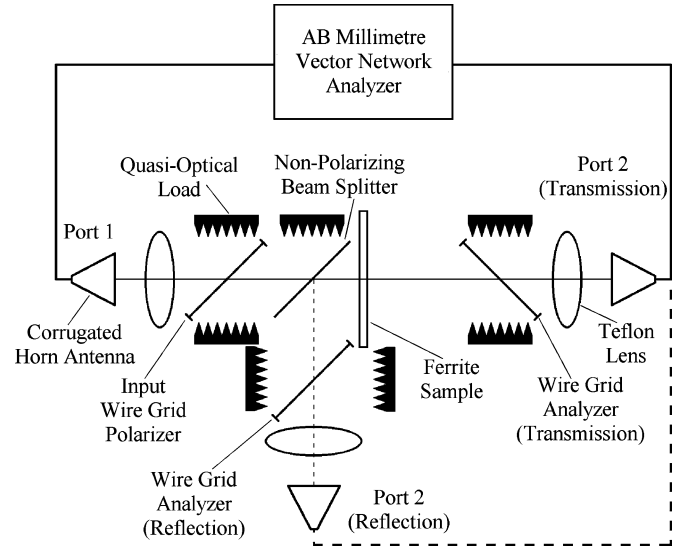 AB Millimetre
Vector Network
Analyzer
Quasi-Optical
Load
Non-Polarizing
Beam Splitter
Port 2
(Transmission)
Port 1
Corrugated
Horn Antenna
Input
Wire Grid
Polarizer
Ferrite
Sample
Teflon
Lens
Wire Grid
Analyzer
(Transmission)
Wire Grid
Analyzer
(Reflection)
Port 2
(Reflection)